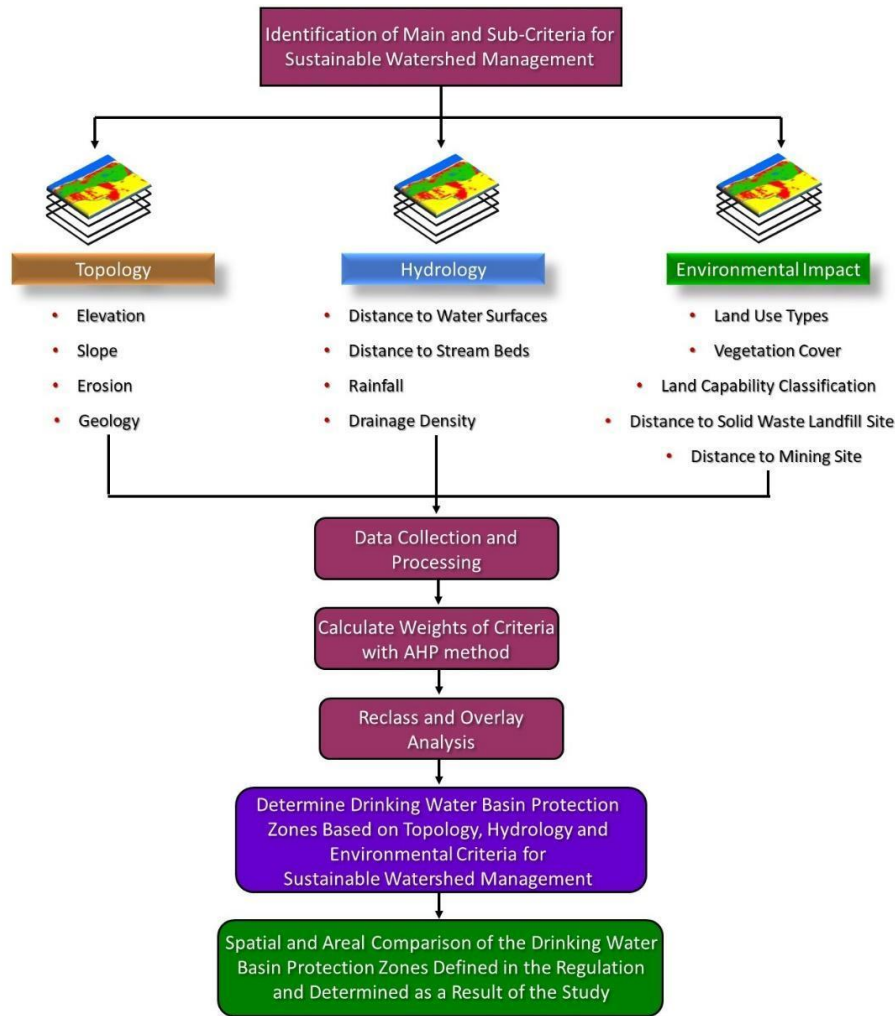 Identification of Main and Sub-Criteria for
Sustainable Watershed Management
Topology
Hydrology
Environmental Impact
• Elevation
• Slope
• Erosion
• Geology
• Distance to Water Surfaces
• Distance to Stream Beds
• Rainfall
• Drainage Density
• Land Use Types
• Vegetation Cover
• Land Capability Classification
• Distance to Solid Waste Landfill Site
• Distance to Mining Site
Data Collection and
Processing
Calculate Weights of Criteria
with AHP method
Reclass and Overlay
Analysis
Determine Drinking Water Basin Protection
Zones Based on Topology, Hydrology and
Environmental Criteria for
Sustainable Watershed Management
Spatial and Areal Comparison of the Drinking Water
Basin Protection Zones Defined in the Regulation
and Determined as a Result of the Study